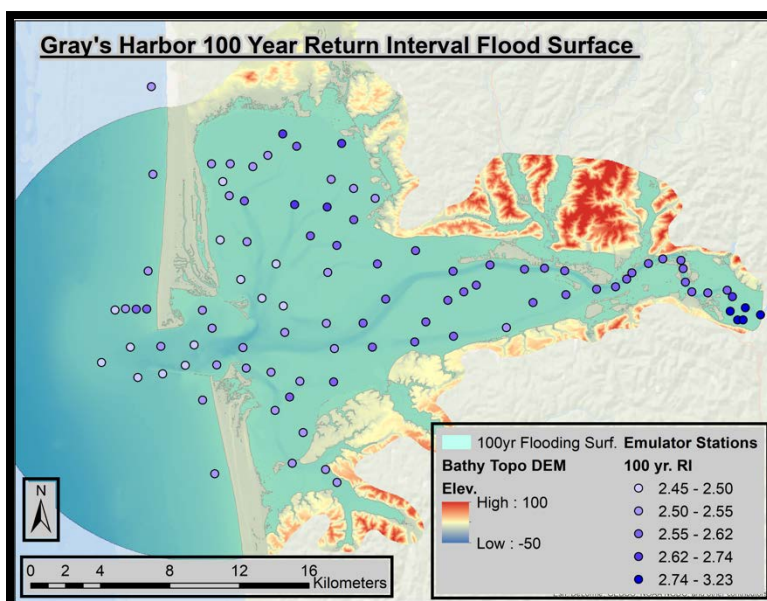 Gray's Harbor 100 Year Return Interval Flood Surface
100yr Flooding Surf.
Bathy Topo DEM
Elev.
High : 100
Low : -50
Emulator Stations
100 yr. RI
2.45 - 2.50
2.50 - 2.55
2.55 - 2.62
2.62 - 2.74
2.74 - 3.23
N
0 2 4 8 12 16
Kilometers